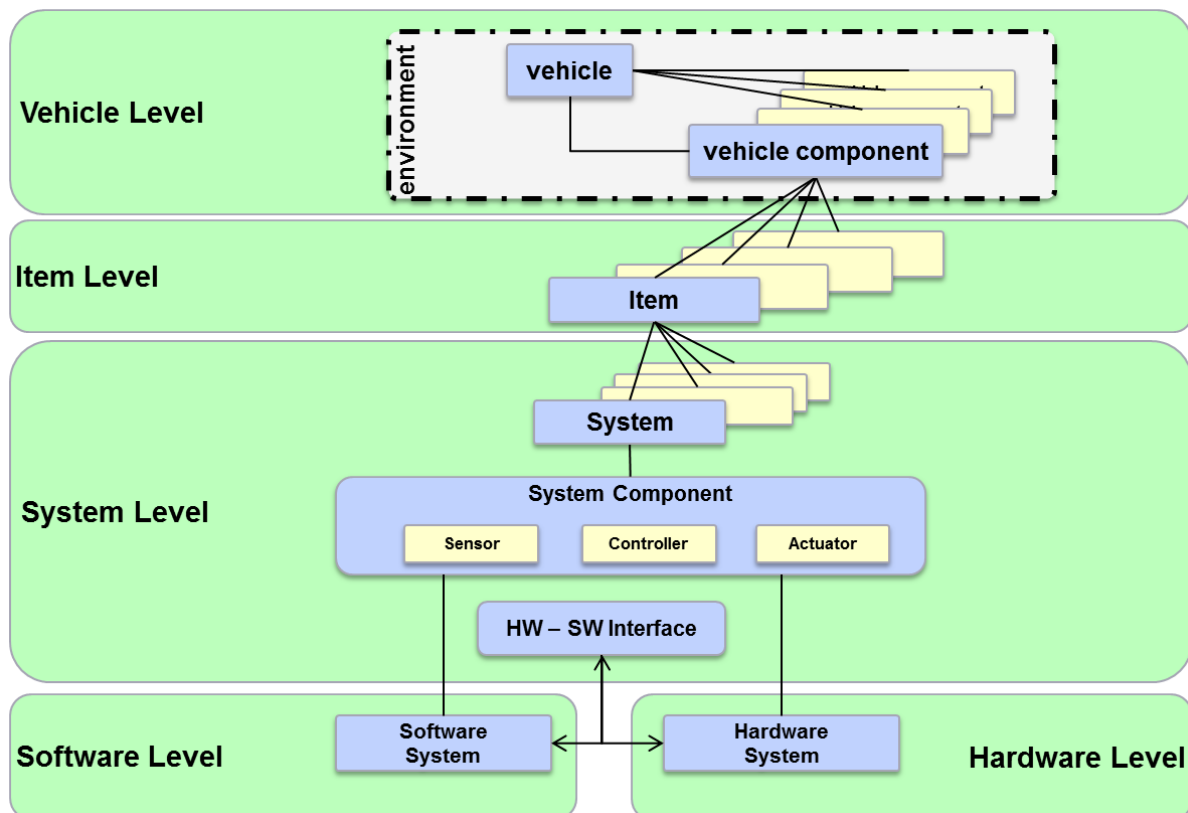 Vehicle Level
environment
vehicle
vehicle component
Item Level
Item
System Level
System
System Component
Sensor
Controller
Actuator
HW – SW Interface
Software Level
Software
System
Hardware
System
Hardware Level